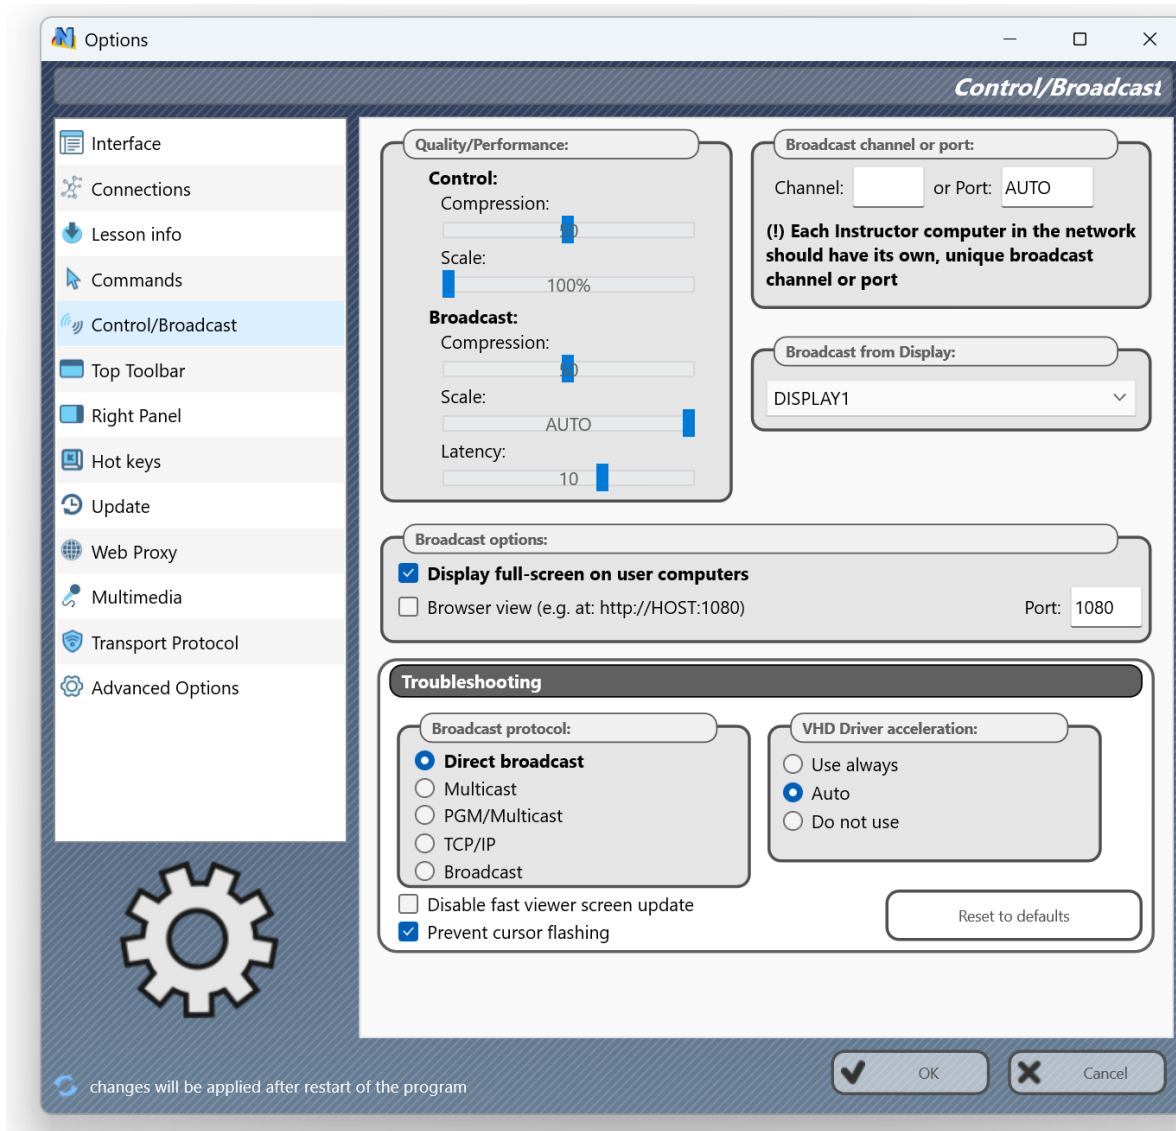 Options
Control/Broadcast
Interface
Connections
Lesson info
Commands
Control/Broadcast
Top Toolbar
Right Panel
Hot keys
Update
Web Proxy
Multimedia
Transport Protocol
Advanced Options
Quality/Performance:
Control:
Compression:
50
Scale:
100%
Broadcast:
Compression:
50
Scale:
AUTO
Latency:
10
Broadcast channel or port:
Channel: or Port: AUTO
(!) Each Instructor computer in the network
should have its own, unique broadcast
channel or port
Broadcast from Display:
DISPLAY1
Broadcast options:
Display full-screen on user computers
Browser view (e.g. at: http://HOST:1080) Port: 1080
Troubleshooting
Broadcast protocol:
Direct broadcast
Multicast
PGM/Multicast
TCP/IP
Broadcast
VHD Driver acceleration:
Use always
Auto
Do not use
Disable fast viewer screen update
Prevent cursor flashing
Reset to defaults
changes will be applied after restart of the program
OK
Cancel